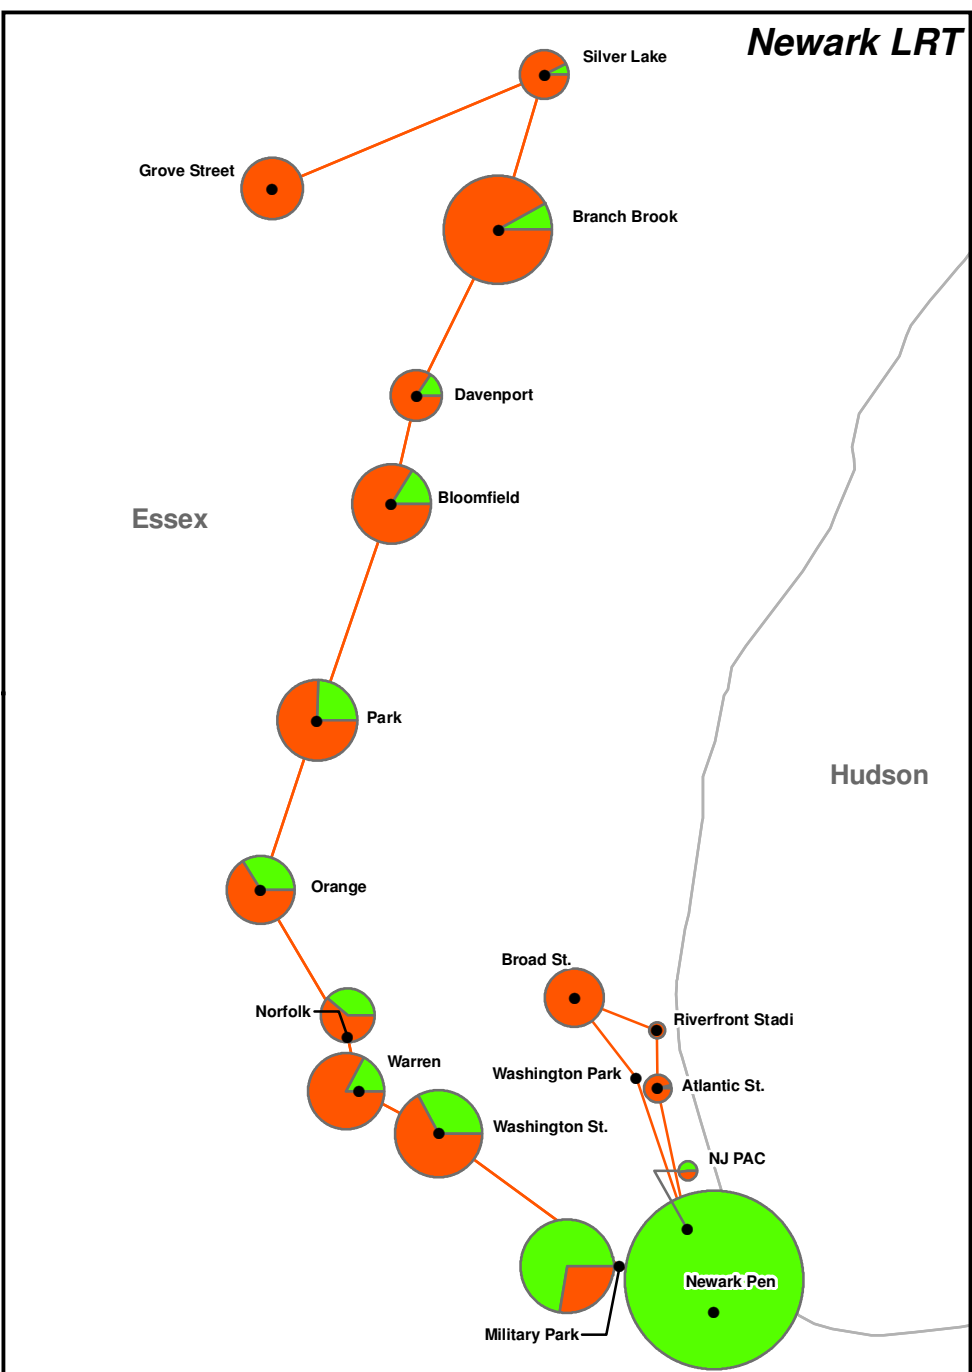 Newark LRT
Silver Lake
Grove Street
Branch Brook
Davenport
Bloomfield
Essex
Park
Hudson
Orange
Broad St.
Norfolk
Riverfront Stadi
Warren
Washington Park
Atlantic St.
Washington St.
NJ PAC
Newark Pen
Military Park